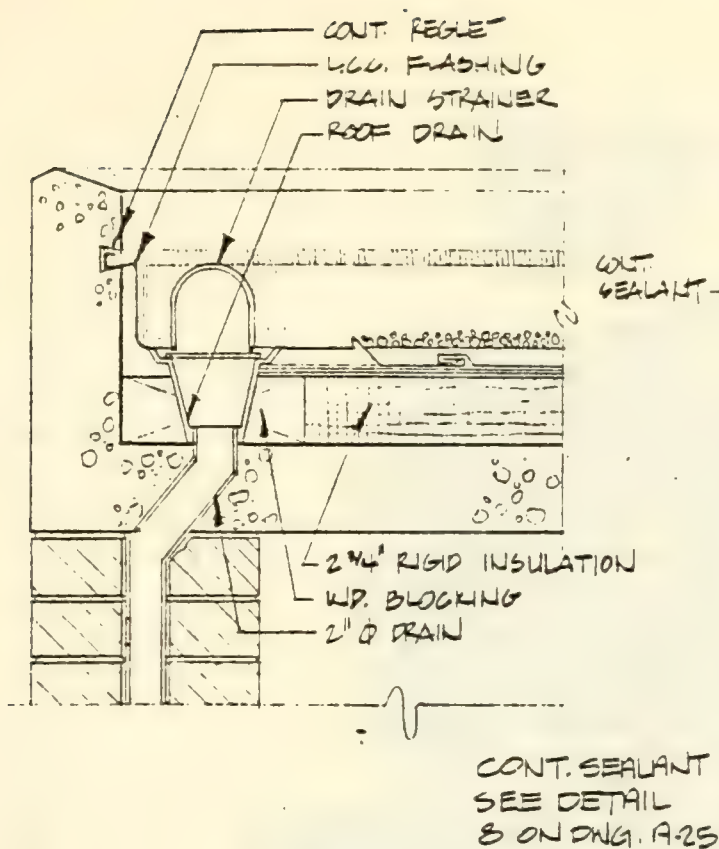 CONT. REGLET
L.C.C. FLASHING
DRAIN STRAINER
ROOF DRAIN
CONT.
SEALANT
2 3/4" RIGID INSULATION
WD. BLOCKING
2" Ø DRAIN
CONT. SEALANT
SEE DETAIL
8 ON DWG. A-25